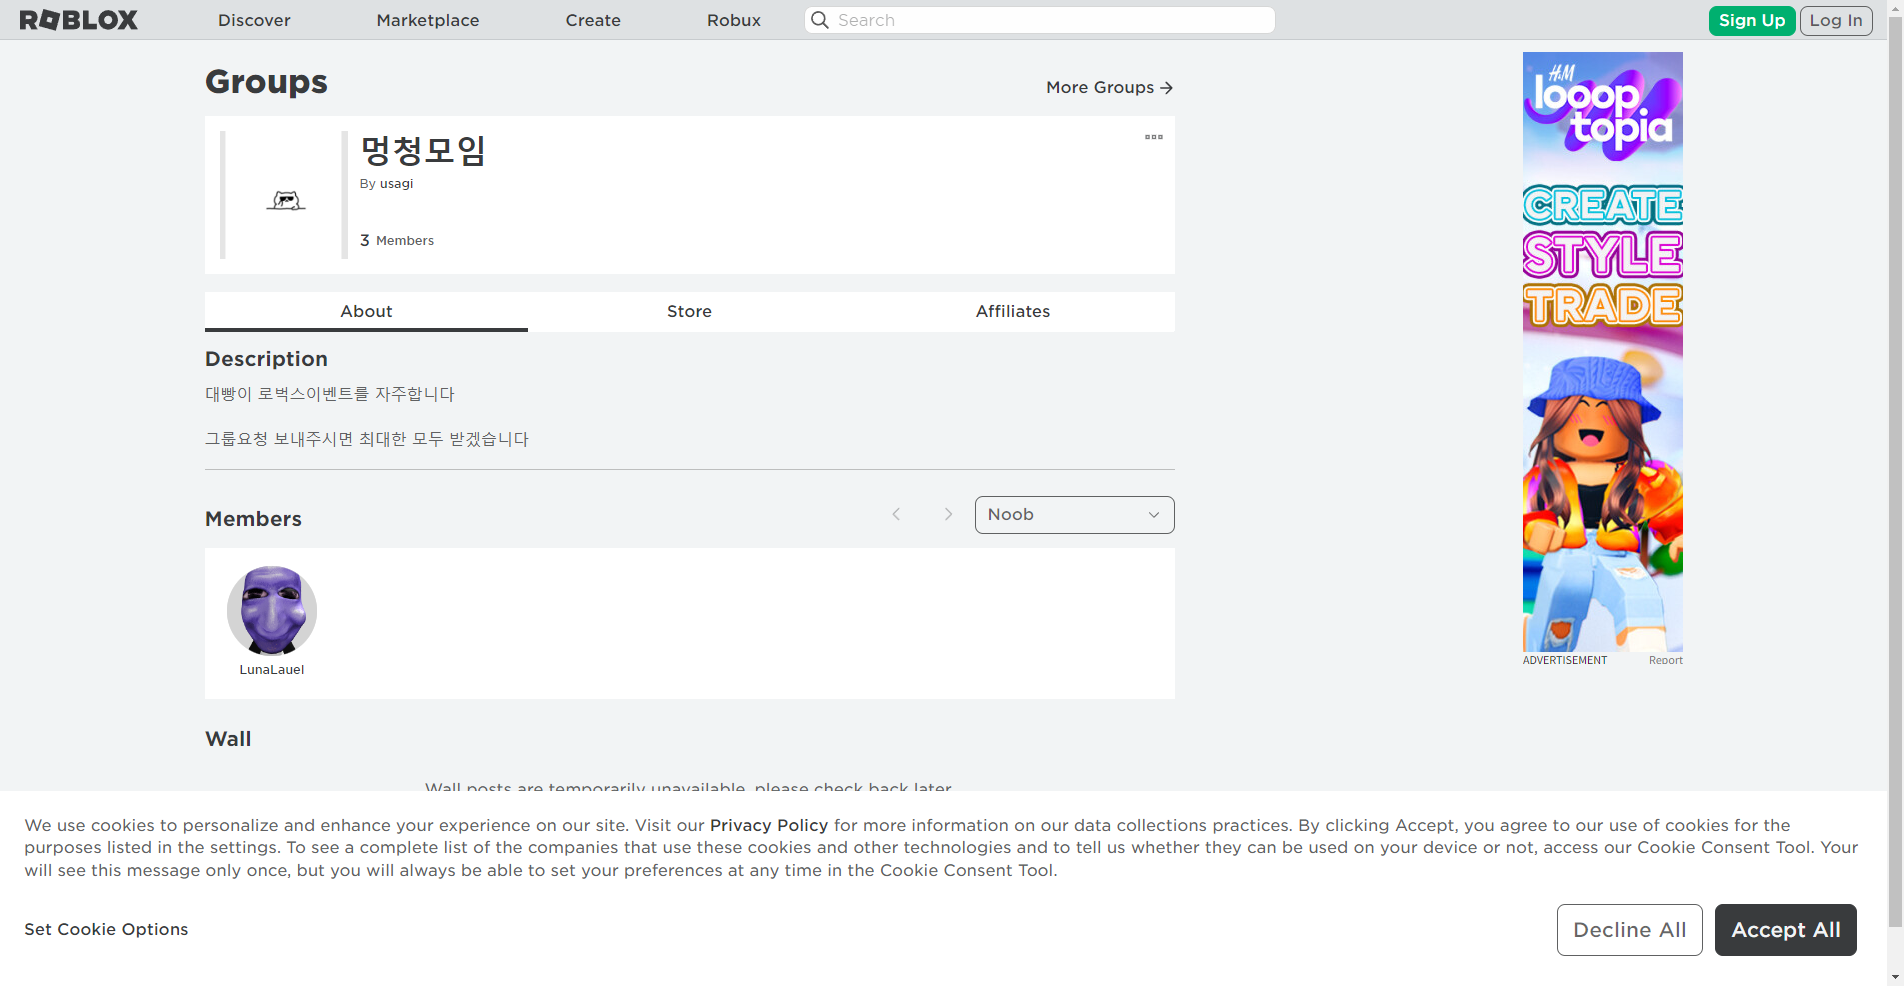 ROBLOX
Discover
Marketplace
Create
Robux
Search
Sign Up
Log In
Groups
More Groups
멍청모임
By usagi
3 Members
About
Store
Affiliates
Description
대빵이 로벅스이벤트를 자주합니다
그룹요청 보내주시면 최대한 모두 받겠습니다
Members
Noob
LunaLauel
Wall
Wall posts are temporarily unavailable, please check back later.
H&M
looop
topia
CREATE
STYLE
TRADE
ADVERTISEMENT
Report
We use cookies to personalize and enhance your experience on our site. Visit our Privacy Policy for more information on our data collections practices. By clicking Accept, you agree to our use of cookies for the
purposes listed in the settings. To see a complete list of the companies that use these cookies and other technologies and to tell us whether they can be used on your device or not, access our Cookie Consent Tool. Your
will see this message only once, but you will always be able to set your preferences at any time in the Cookie Consent Tool.
Set Cookie Options
Decline All
Accept All